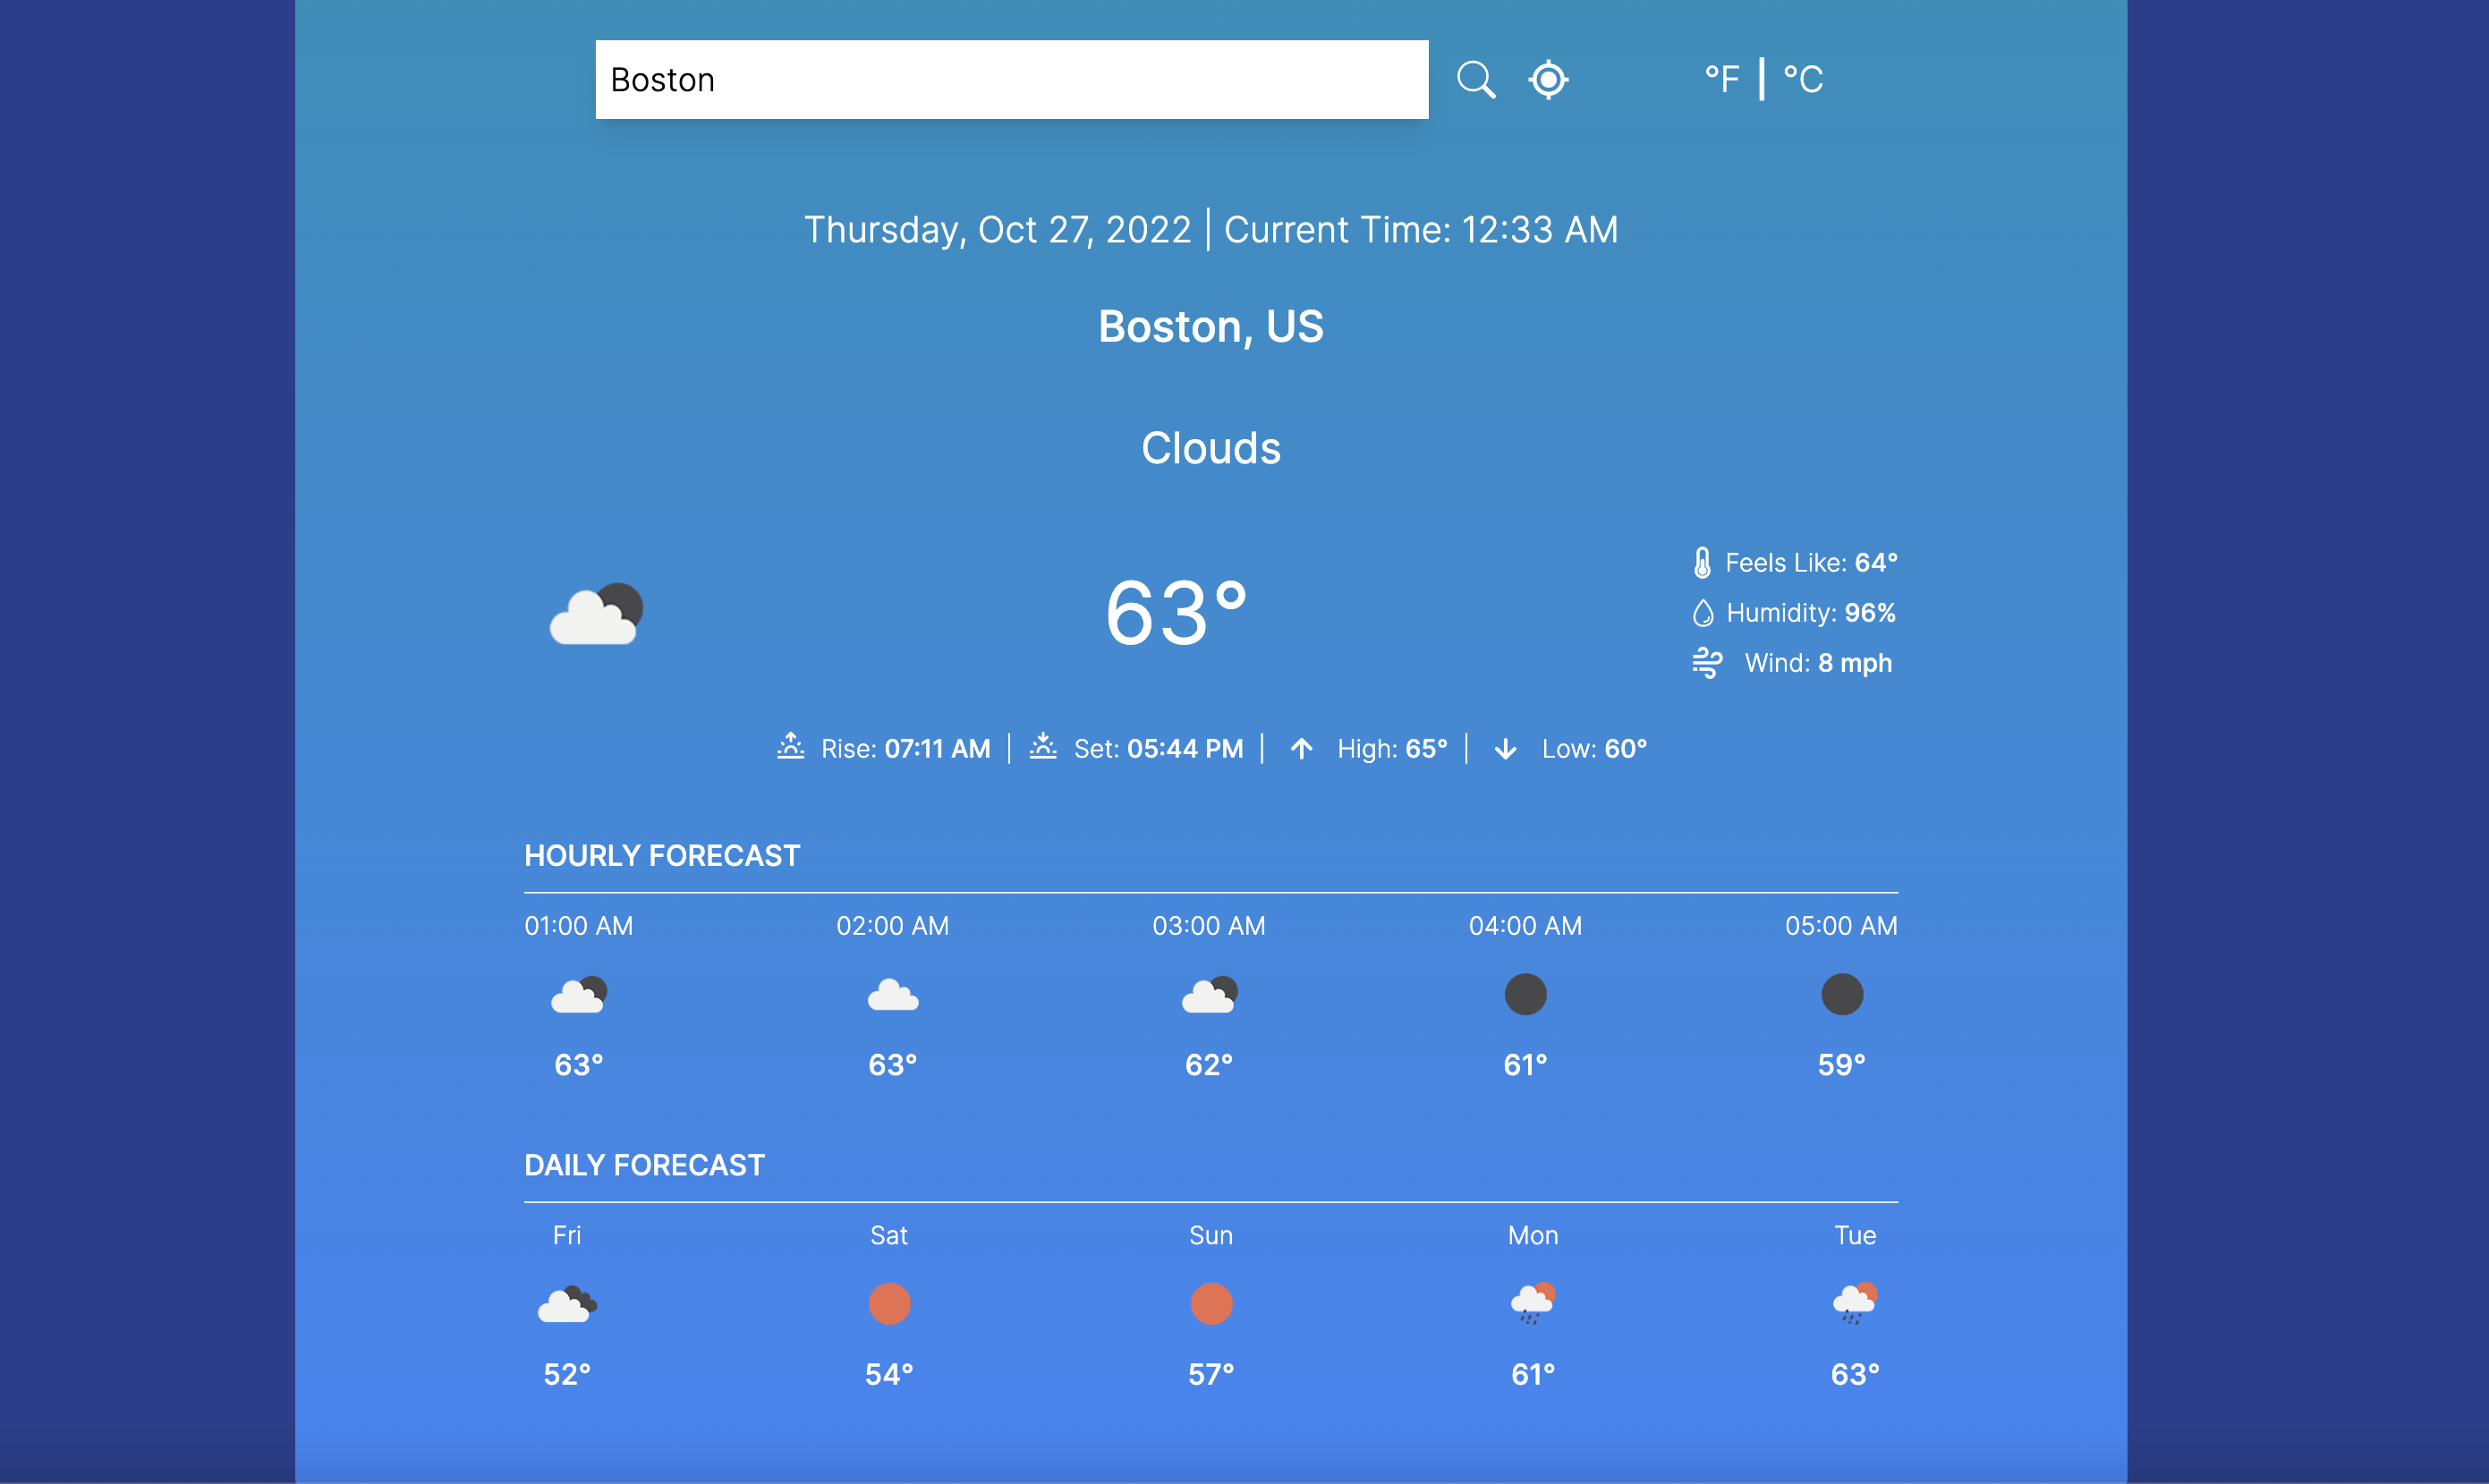 Boston
°F | °C
Thursday, Oct 27, 2022 | Current Time: 12:33 AM
Boston, US
Clouds
63°
Feels Like: 64°
Humidity: 96%
Wind: 8 mph
Rise: 07:11 AM | Set: 05:44 PM | High: 65° | Low: 60°
HOURLY FORECAST
01:00 AM 02:00 AM 03:00 AM 04:00 AM 05:00 AM
63° 63° 62° 61° 59°
DAILY FORECAST
Fri Sat Sun Mon Tue
52° 54° 57° 61° 63°